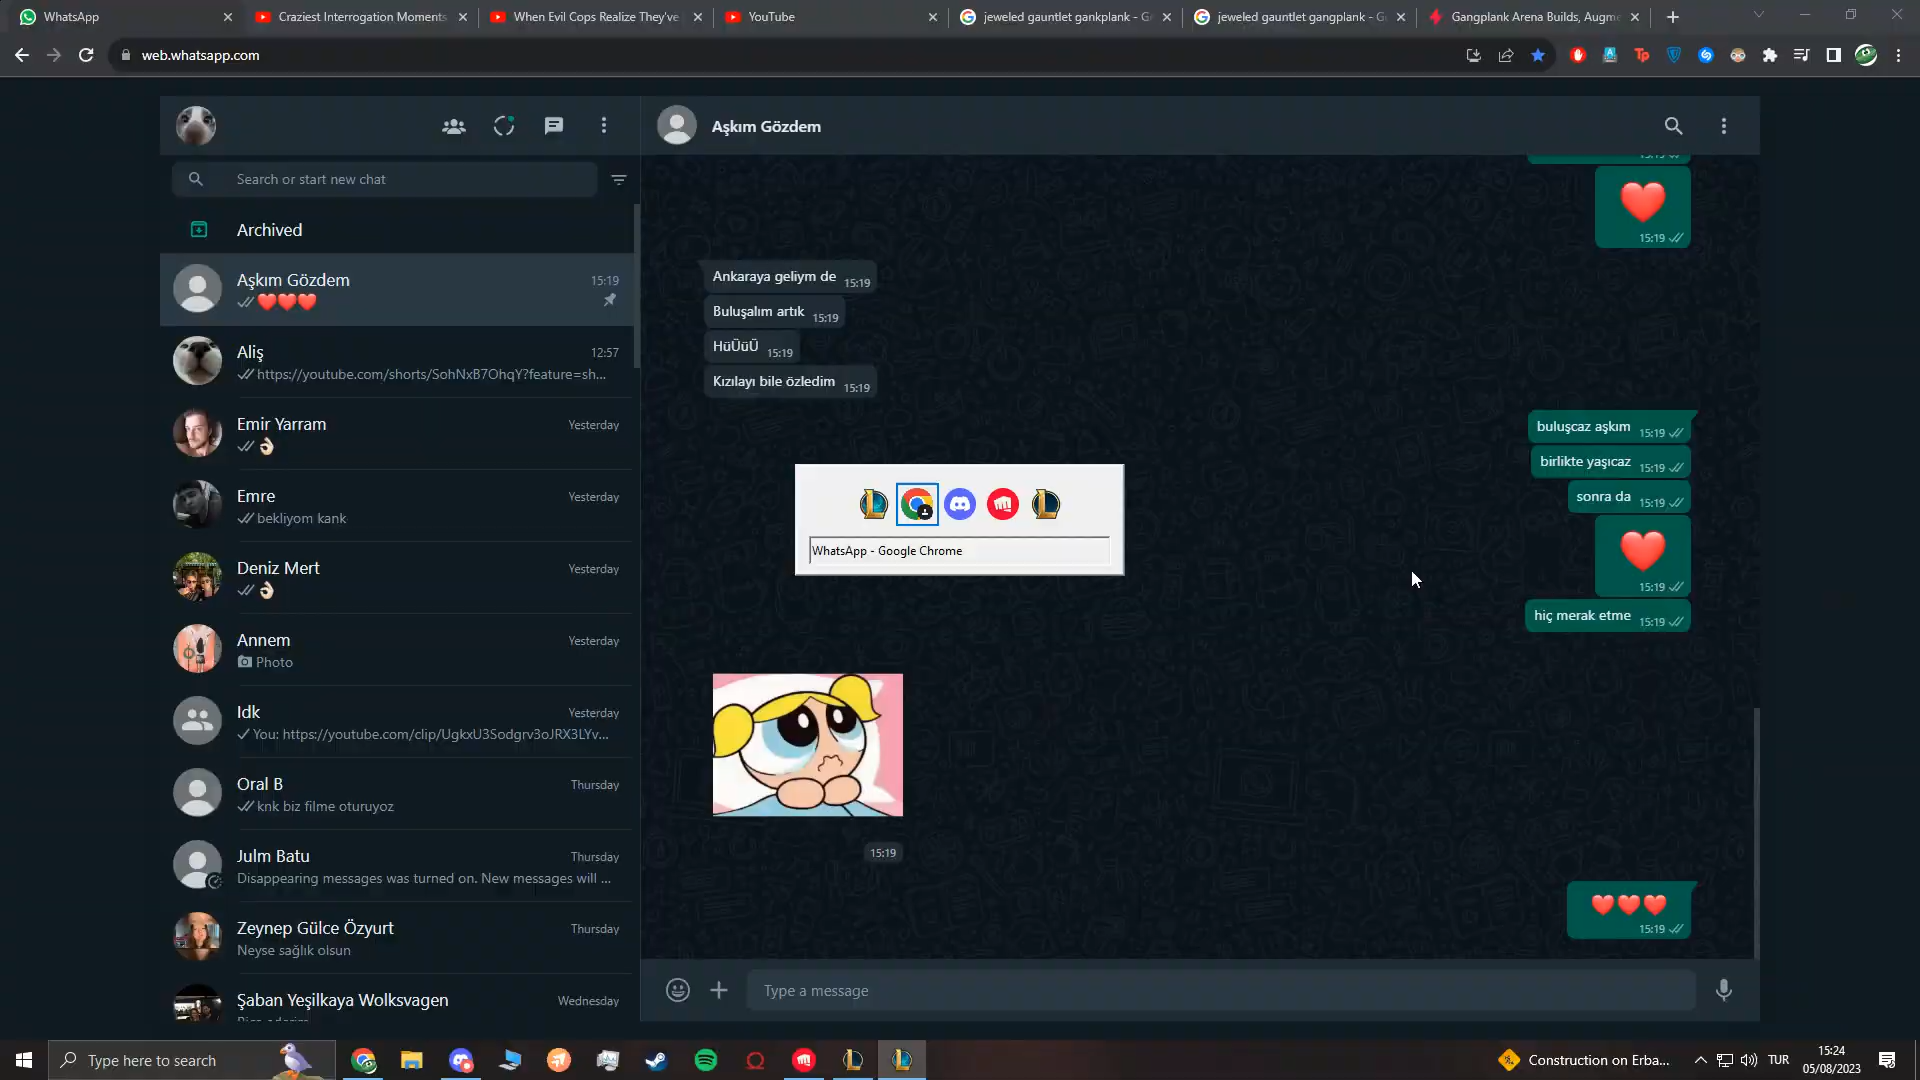 WhatsApp
Craziest Interrogation Moments
When Evil Cops Realize They've
YouTube
jeweled gauntlet gankplank - G
jeweled gauntlet gangplank - G
Gangplank Arena Builds, Augme
web.whatsapp.com
Aşkım Gözdem
Search or start new chat
Archived
Aşkım Gözdem 15:19
❤️❤️❤️
Aliş 12:57
https://youtube.com/shorts/SohNxB7OhqY?feature=sh...
Emir Yarram Yesterday
👌🏻
Emre Yesterday
bekliyom kank
Deniz Mert Yesterday
👌🏻
Annem Yesterday
Photo
Idk Yesterday
You: https://youtube.com/clip/UgkxU3Sodgrv3oJRX3LYv...
Oral B Thursday
knk biz filme oturuyoz
Julm Batu Thursday
Disappearing messages was turned on. New messages will ...
Zeynep Gülce Özyurt Thursday
Neyse sağlık olsun
Şaban Yeşilkaya Wolksvagen Wednesday
15:19
❤️
15:19
Ankaraya geliym de 15:19
Buluşalım artık 15:19
HüÜüÜ 15:19
Kızılayı bile özledim 15:19
buluşcaz aşkım 15:19
birlikte yaşıcaz 15:19
sonra da 15:19
❤️
15:19
hiç merak etme 15:19
WhatsApp - Google Chrome
15:19
❤️❤️❤️
15:19
Type a message
Type here to search
Construction on Erba...
TUR
15:24
05/08/2023